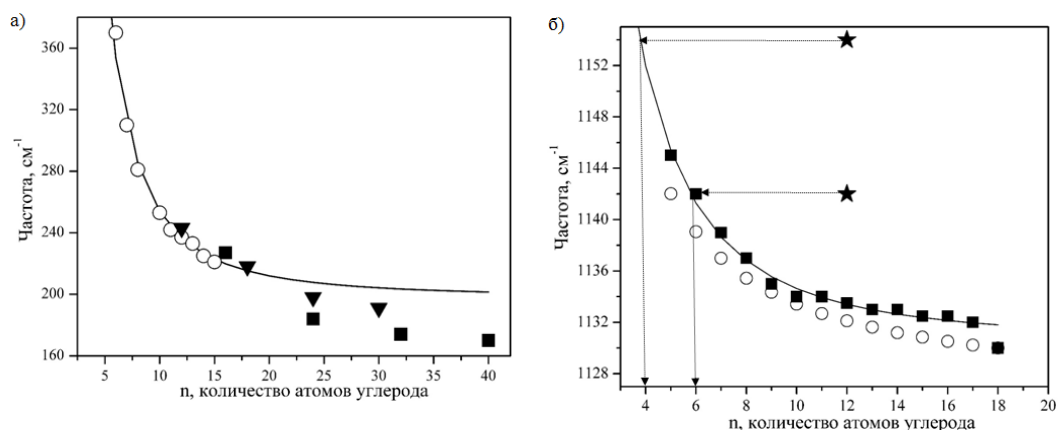 а)
360
320
280
240
200
160
5 10 15 20 25 30 35 40
n, количество атомов углерода
Частота, см⁻¹
б)
1152
1148
1144
1140
1136
1132
1128
4 6 8 10 12 14 16 18 20
n, количество атомов углерода
Частота, см⁻¹